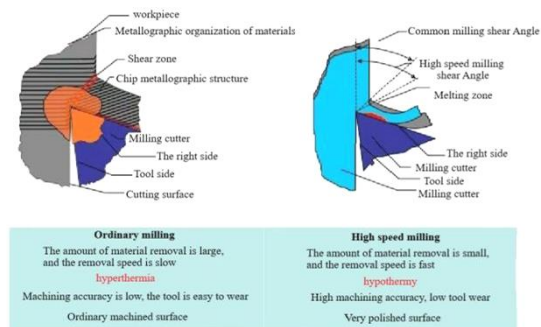 workpiece
Metallographic organization of materials
Shear zone
Chip metallographic structure
Milling cutter
The right side
Tool side
Cutting surface
Common milling shear Angle
High speed milling
shear Angle
Melting zone
The right side
Milling cutter
Tool side
Milling cutter
Ordinary milling
The amount of material removal is large,
and the removal speed is slow
hyperthermia
Machining accuracy is low, the tool is easy to wear
Ordinary machined surface
High speed milling
The amount of material removal is small,
and the removal speed is fast
hypothermy
High machining accuracy, low tool wear
Very polished surface